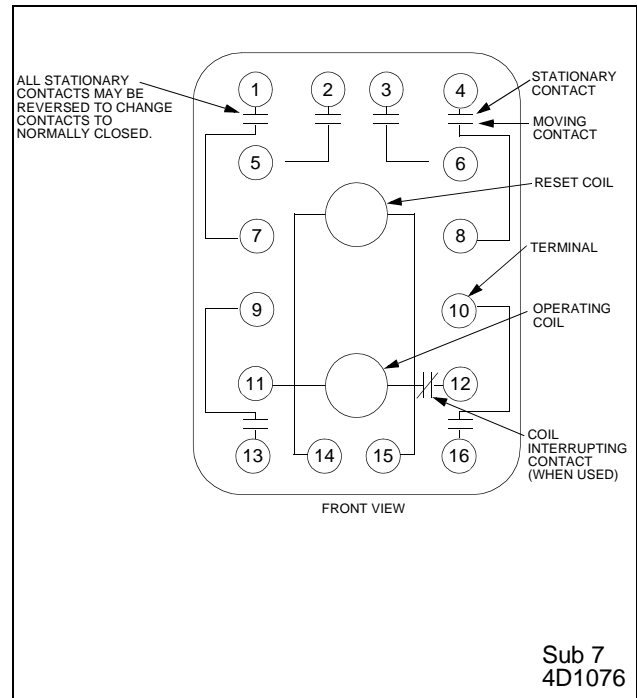 ALL STATIONARY
CONTACTS MAY BE
REVERSED TO CHANGE
CONTACTS TO
NORMALLY CLOSED.
1
2
3
4
STATIONARY
CONTACT
MOVING
CONTACT
5
6
RESET COIL
7
8
TERMINAL
9
10
OPERATING
COIL
11
12
COIL
INTERRUPTING
CONTACT
(WHEN USED)
13
14
15
16
FRONT VIEW
Sub 7
4D1076